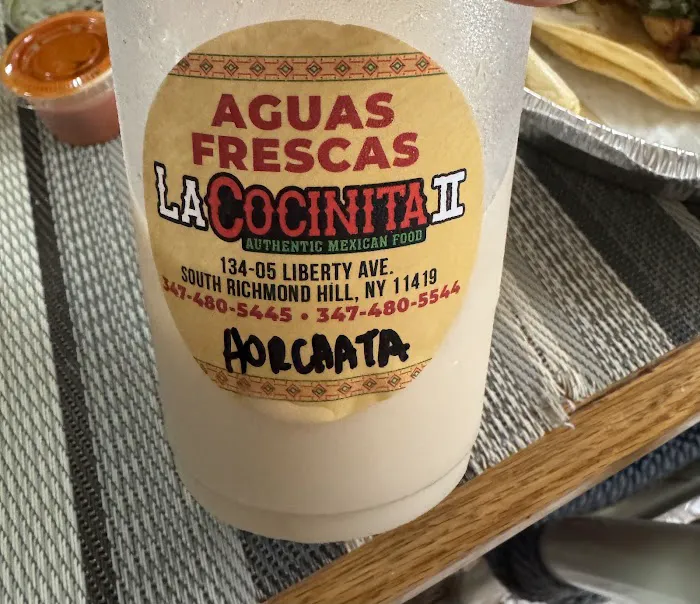 AGUAS
FRESCAS
LA COCINITA II
AUTHENTIC MEXICAN FOOD
134-05 LIBERTY AVE.
SOUTH RICHMOND HILL, NY 11419
347-480-5445 • 347-480-5544
HORCAATA